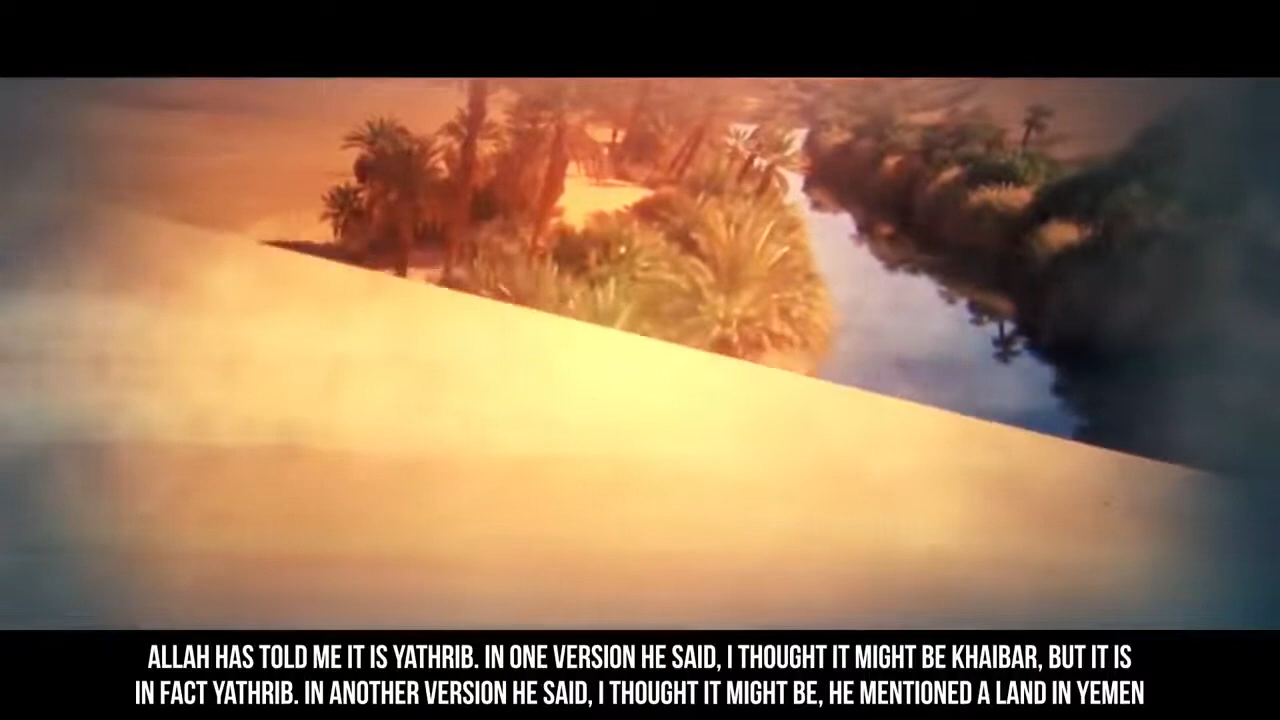 ALLAH HAS TOLD ME IT IS YATHRIB. IN ONE VERSION HE SAID, I THOUGHT IT MIGHT BE KHAIBAR, BUT IT IS
IN FACT YATHRIB. IN ANOTHER VERSION HE SAID, I THOUGHT IT MIGHT BE, HE MENTIONED A LAND IN YEMEN